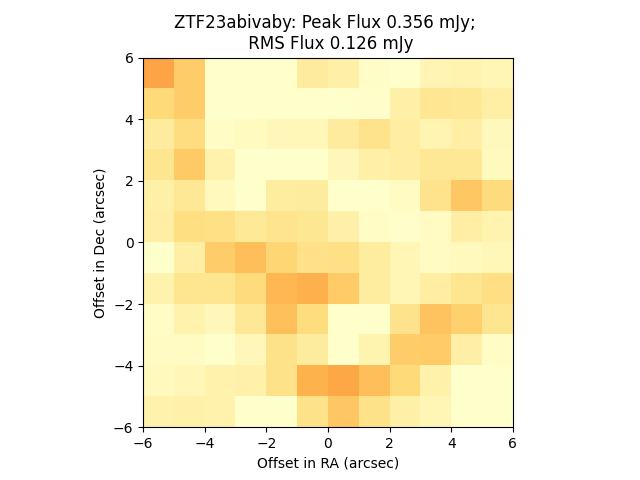 ZTF23abivaby: Peak Flux 0.356 mJy;
RMS Flux 0.126 mJy
6
4
2
0
−2
−4
−6
Offset in Dec (arcsec)
−6 −4 −2 0 2 4 6
Offset in RA (arcsec)